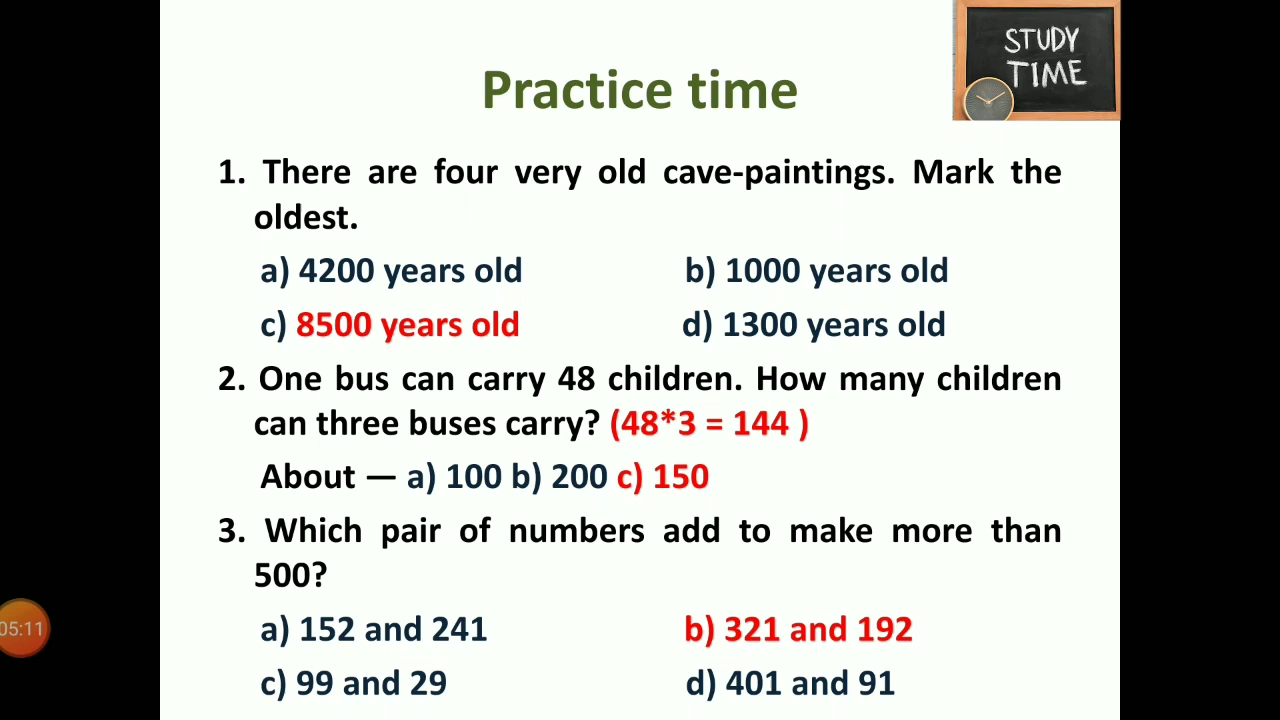 STUDY
TIME
Practice time
1. There are four very old cave-paintings. Mark the
oldest.
a) 4200 years old b) 1000 years old
c) 8500 years old d) 1300 years old
2. One bus can carry 48 children. How many children
can three buses carry? (48*3 = 144 )
About — a) 100 b) 200 c) 150
3. Which pair of numbers add to make more than
500?
a) 152 and 241 b) 321 and 192
c) 99 and 29 d) 401 and 91
05:11